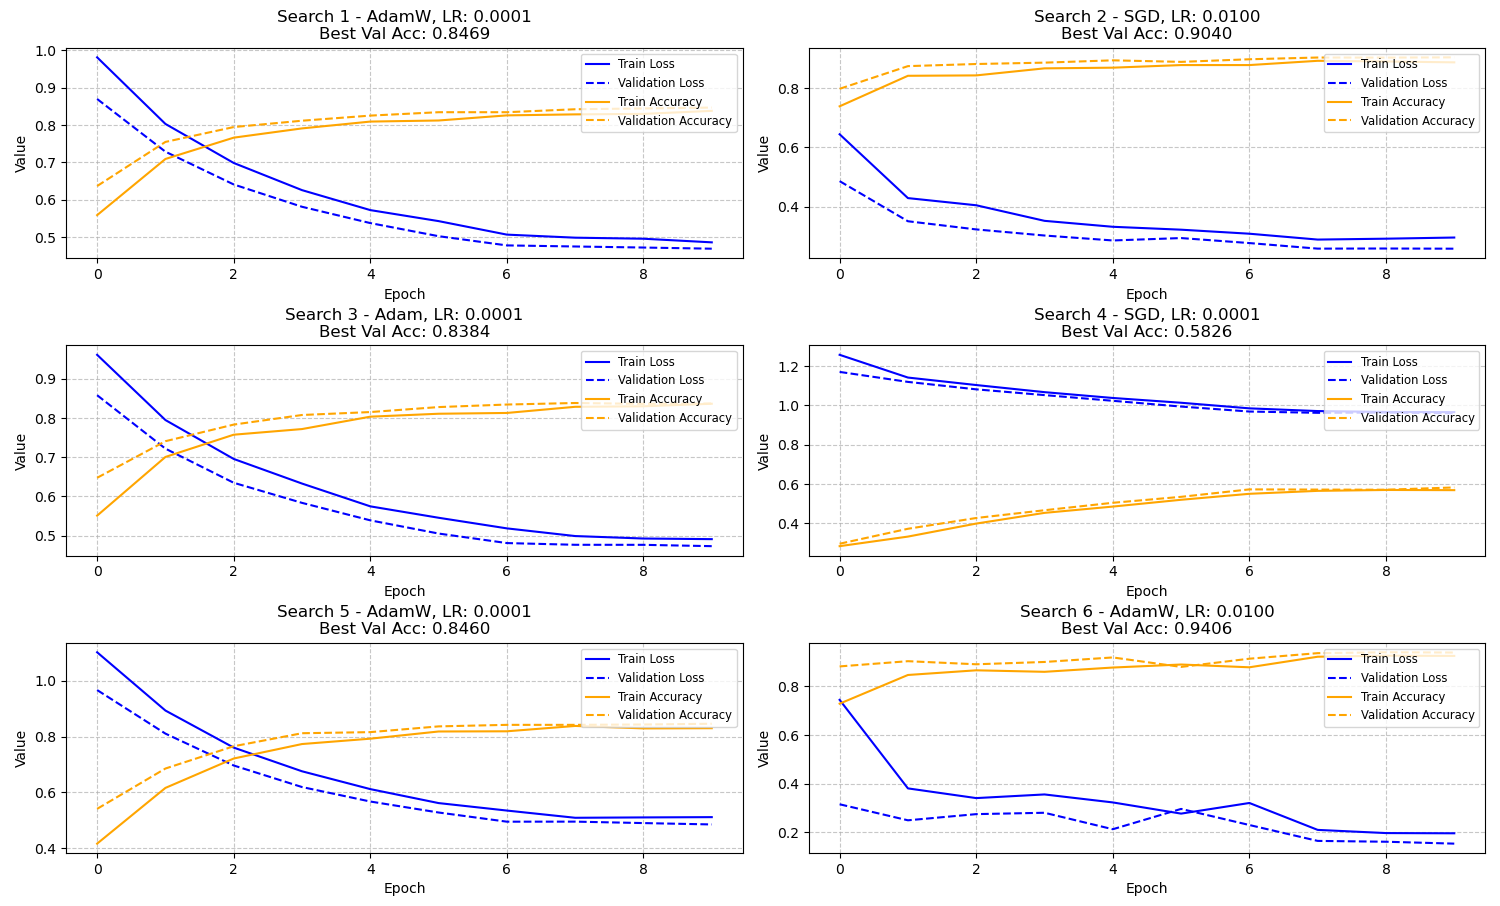 Search 1 - AdamW, LR: 0.0001
Best Val Acc: 0.8469
Value
1.0
0.9
0.8
0.7
0.6
0.5
Train Loss
Validation Loss
Train Accuracy
Validation Accuracy
0 2 4 6 8
Epoch
Search 2 - SGD, LR: 0.0100
Best Val Acc: 0.9040
Value
0.8
0.6
0.4
Train Loss
Validation Loss
Train Accuracy
Validation Accuracy
0 2 4 6 8
Epoch
Search 3 - Adam, LR: 0.0001
Best Val Acc: 0.8384
Value
0.9
0.8
0.7
0.6
0.5
Train Loss
Validation Loss
Train Accuracy
Validation Accuracy
0 2 4 6 8
Epoch
Search 4 - SGD, LR: 0.0001
Best Val Acc: 0.5826
Value
1.2
1.0
0.8
0.6
0.4
Train Loss
Validation Loss
Train Accuracy
Validation Accuracy
0 2 4 6 8
Epoch
Search 5 - AdamW, LR: 0.0001
Best Val Acc: 0.8460
Value
1.0
0.8
0.6
0.4
Train Loss
Validation Loss
Train Accuracy
Validation Accuracy
0 2 4 6 8
Epoch
Search 6 - AdamW, LR: 0.0100
Best Val Acc: 0.9406
Value
0.8
0.6
0.4
0.2
Train Loss
Validation Loss
Train Accuracy
Validation Accuracy
0 2 4 6 8
Epoch